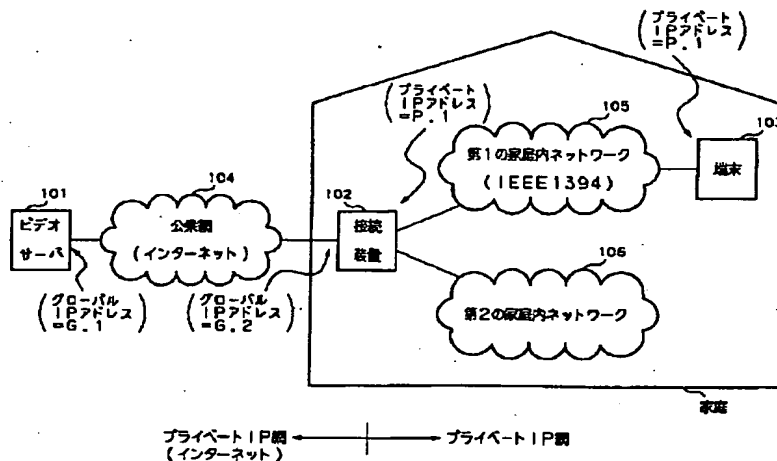 プライベート
IPアドレス
=P.1
プライベート
IPアドレス
=P.1
105
103
第1の家庭内ネットワーク
(IEEE1394)
端末
101
104
102
ビデオ
サーバ
公衆網
(インターネット)
接続
装置
106
グローバル
IPアドレス
=G.1
グローバル
IPアドレス
=G.2
第2の家庭内ネットワーク
家庭
プライベートIP網
(インターネット)
プライベートIP網